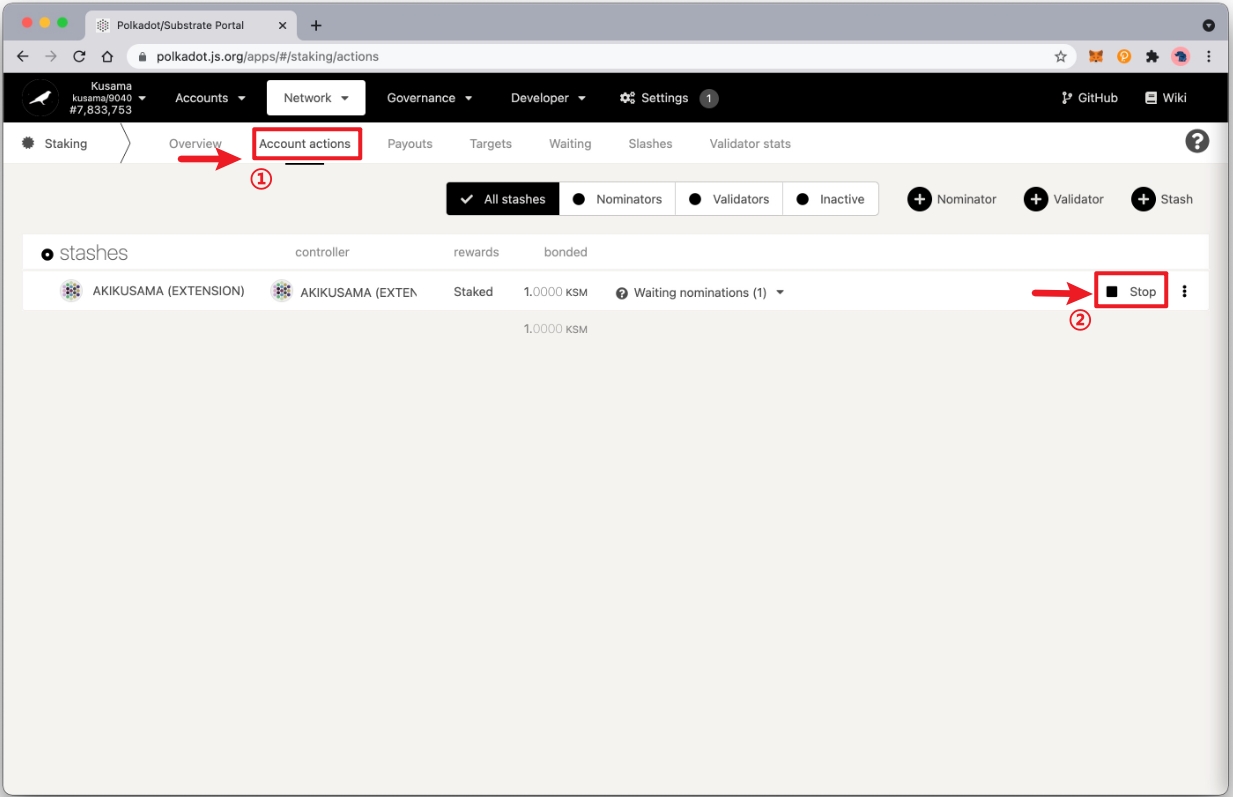 Polkadot/Substrate Portal
polkadot.js.org/apps/#/staking/actions
Kusama
kusama/9040
#7,833,753
Accounts
Network
Governance
Developer
Settings
1
GitHub
Wiki
Staking
Overview
Account actions
Payouts
Targets
Waiting
Slashes
Validator stats
①
All stashes
Nominators
Validators
Inactive
Nominator
Validator
Stash
stashes
controller
rewards
bonded
AKIKUSAMA (EXTENSION)
AKIKUSAMA (EXTEN
Staked
1.0000 KSM
Waiting nominations (1)
Stop
②
1.0000 KSM